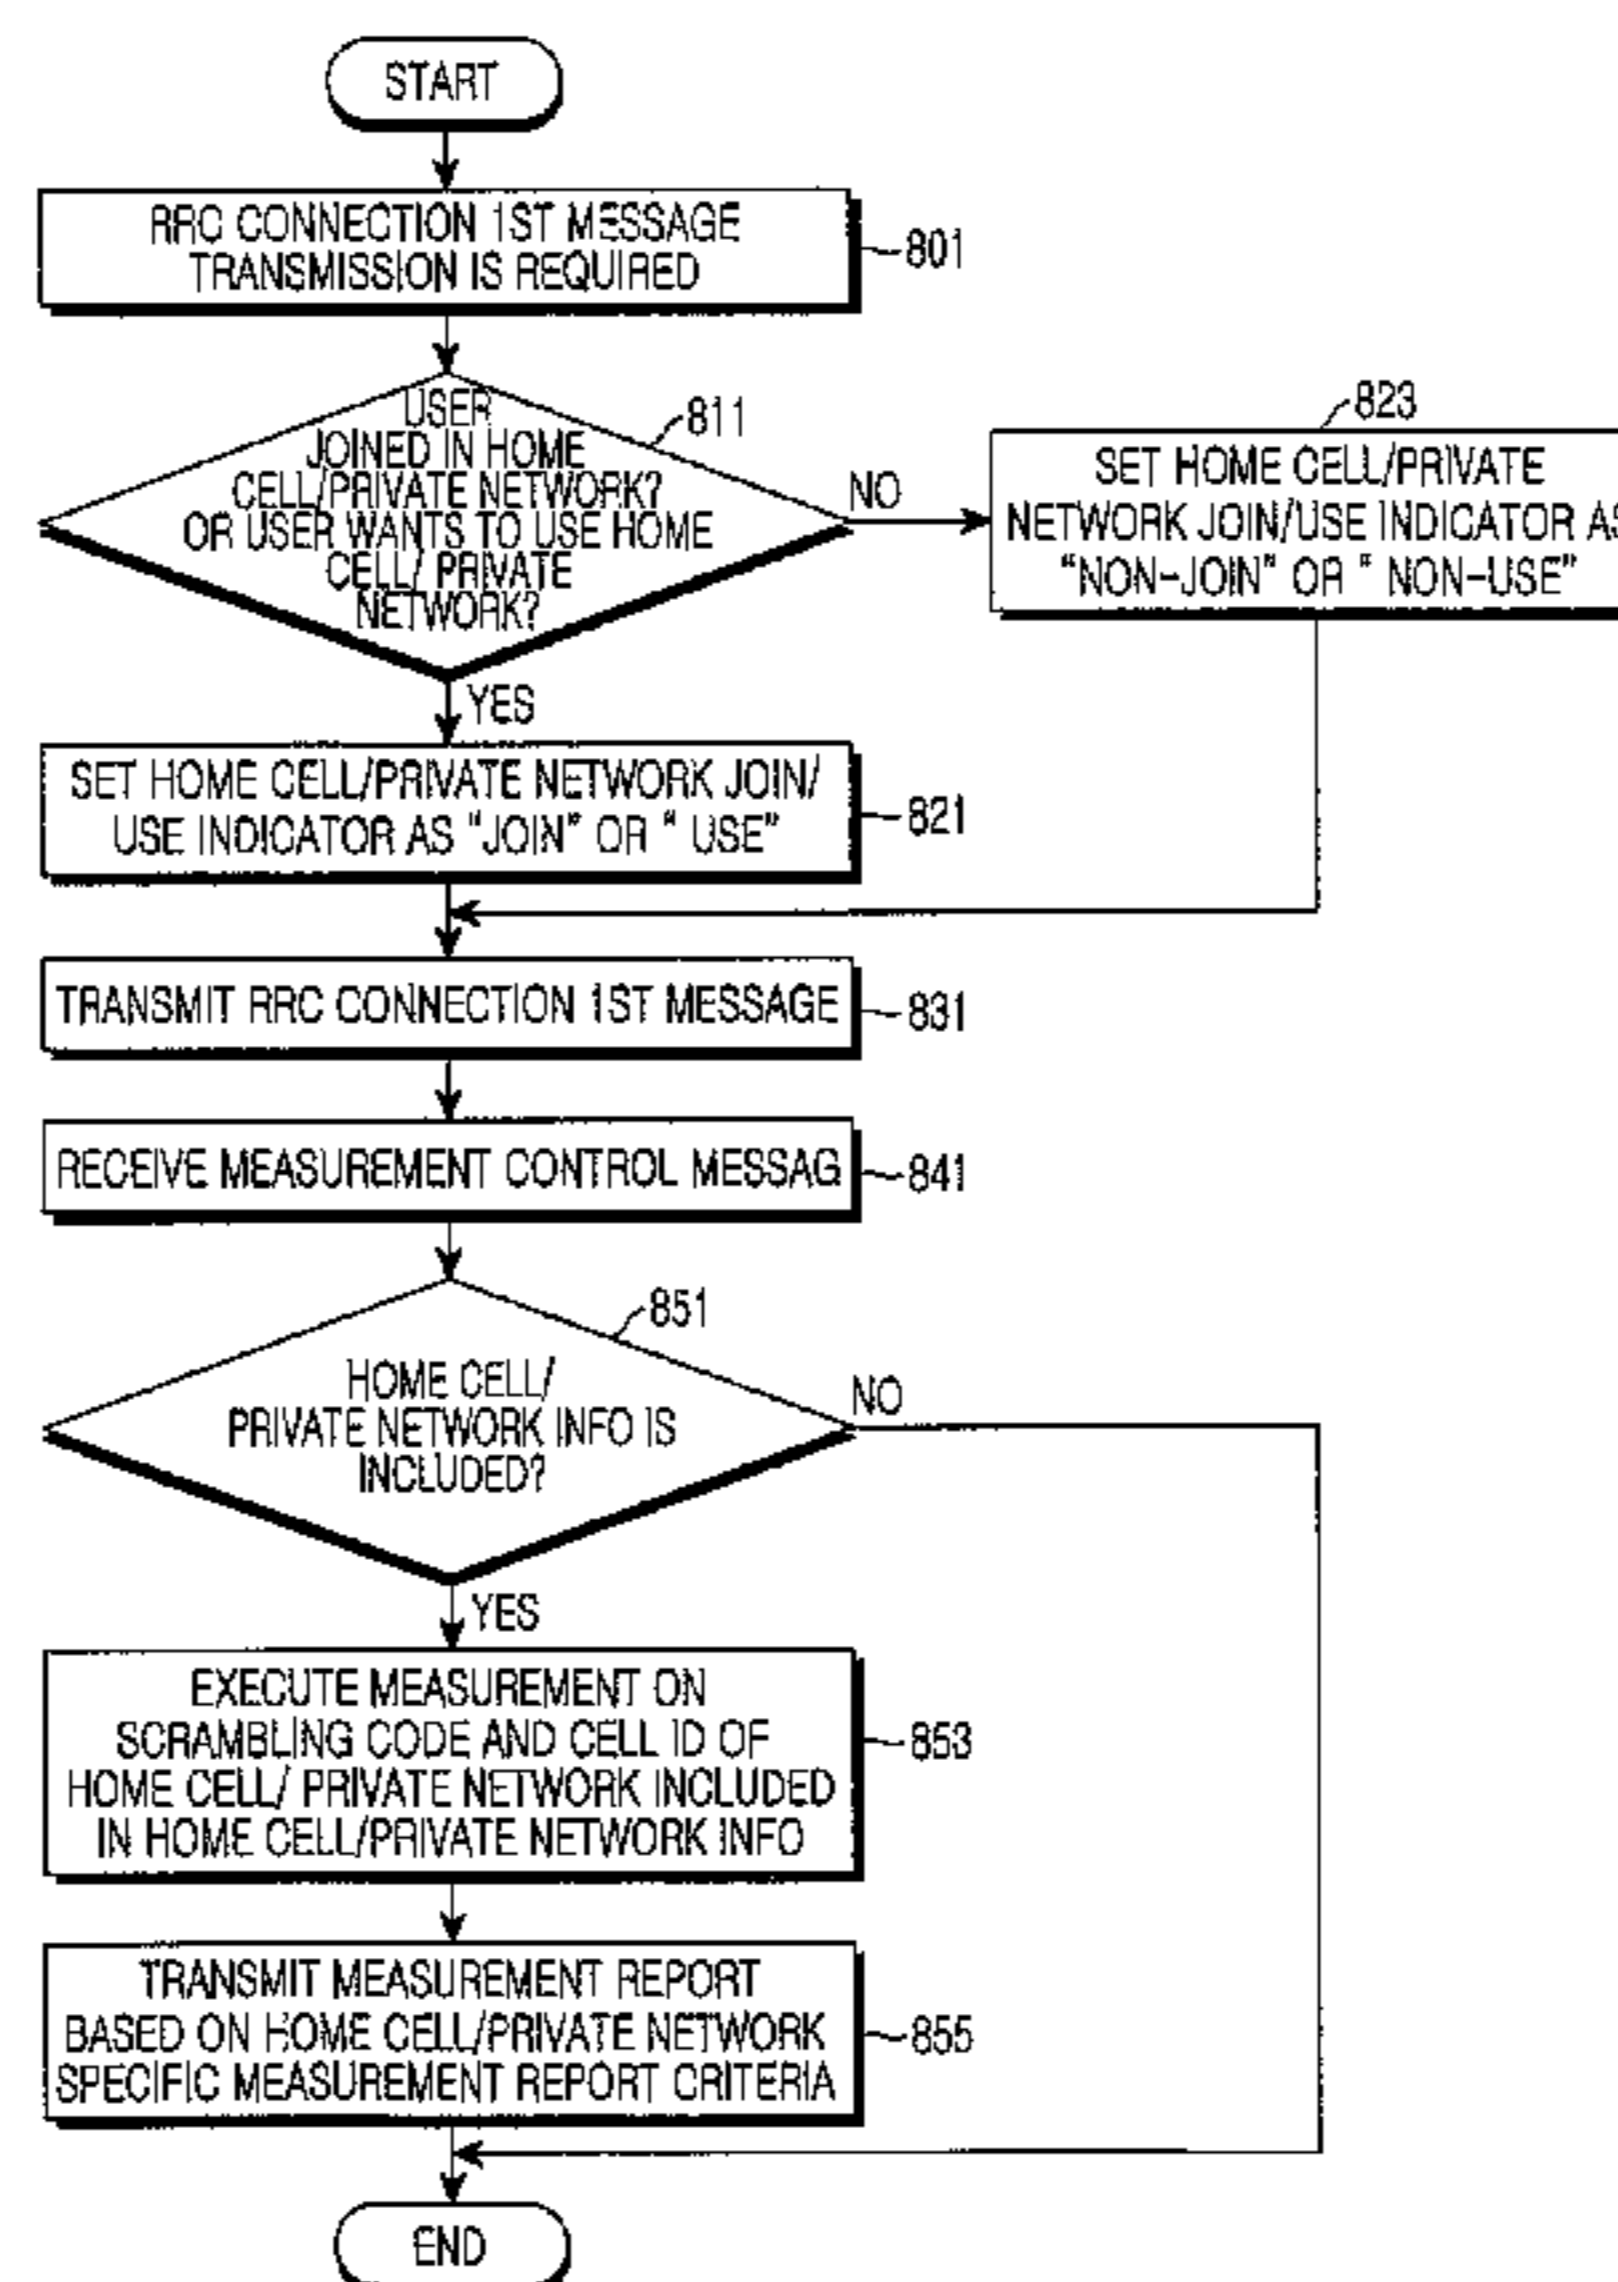 START
RRC CONNECTION 1ST MESSAGE
TRANSMISSION IS REQUIRED
801
USER
JOINED IN HOME
CELL/PRIVATE NETWORK?
OR USER WANTS TO USE HOME
CELL/ PRIVATE
NETWORK?
811
NO
823
SET HOME CELL/PRIVATE
NETWORK JOIN/USE INDICATOR AS
"NON-JOIN" OR " NON-USE"
YES
SET HOME CELL/PRIVATE NETWORK JOIN/
USE INDICATOR AS "JOIN" OR " USE"
821
TRANSMIT RRC CONNECTION 1ST MESSAGE
831
RECEIVE MEASUREMENT CONTROL MESSAG
841
HOME CELL/
PRIVATE NETWORK INFO IS
INCLUDED?
851
NO
YES
EXECUTE MEASUREMENT ON
SCRAMBLING CODE AND CELL ID OF
HOME CELL/ PRIVATE NETWORK INCLUDED
IN HOME CELL/PRIVATE NETWORK INFO
853
TRANSMIT MEASUREMENT REPORT
BASED ON HOME CELL/PRIVATE NETWORK
SPECIFIC MEASUREMENT REPORT CRITERIA
855
END